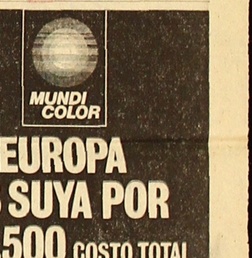 MUNDI
COLOR
EUROPA
SUYA POR
500 COSTO TOTAL